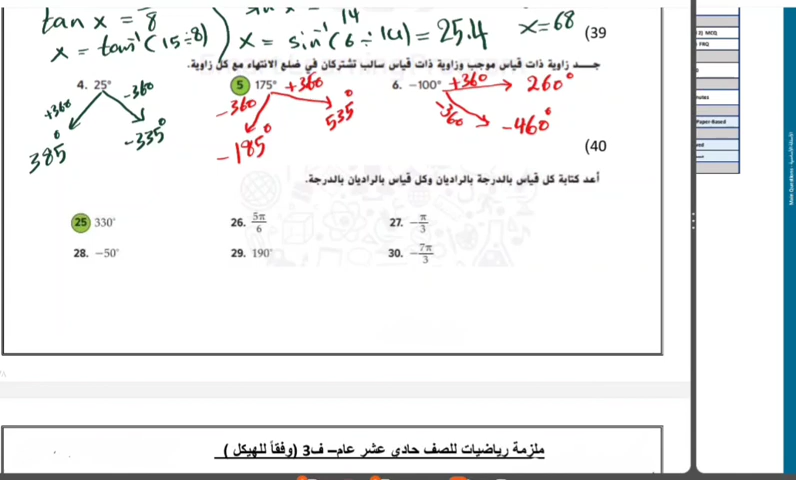 tan x = 8
x = tan⁻¹ (15÷8)
14
x = sin⁻¹ (6 ÷ 14) = 25.4
x = 68
(39
جـــد زاوية ذات قياس موجب وزاوية ذات قياس سالب تشتركان في ضلع الانتهاء مع كل زاوية.
4. 25°
+360
-360
385°
-335°
5 175°
+360
-360
535°
-185°
6. −100°
+360
260°
-360
-460°
(40
أعد كتابة كل قياس بالدرجة بالراديان وكل قياس بالراديان بالدرجة.
25 330°
26. 5π/6
27. −π/3
28. −50°
29. 190°
30. −7π/3
ملزمة رياضيات للصف حادي عشر عام– ف3 (وفقاً للهيكل )
MCQ
FRQ
Paper-Based